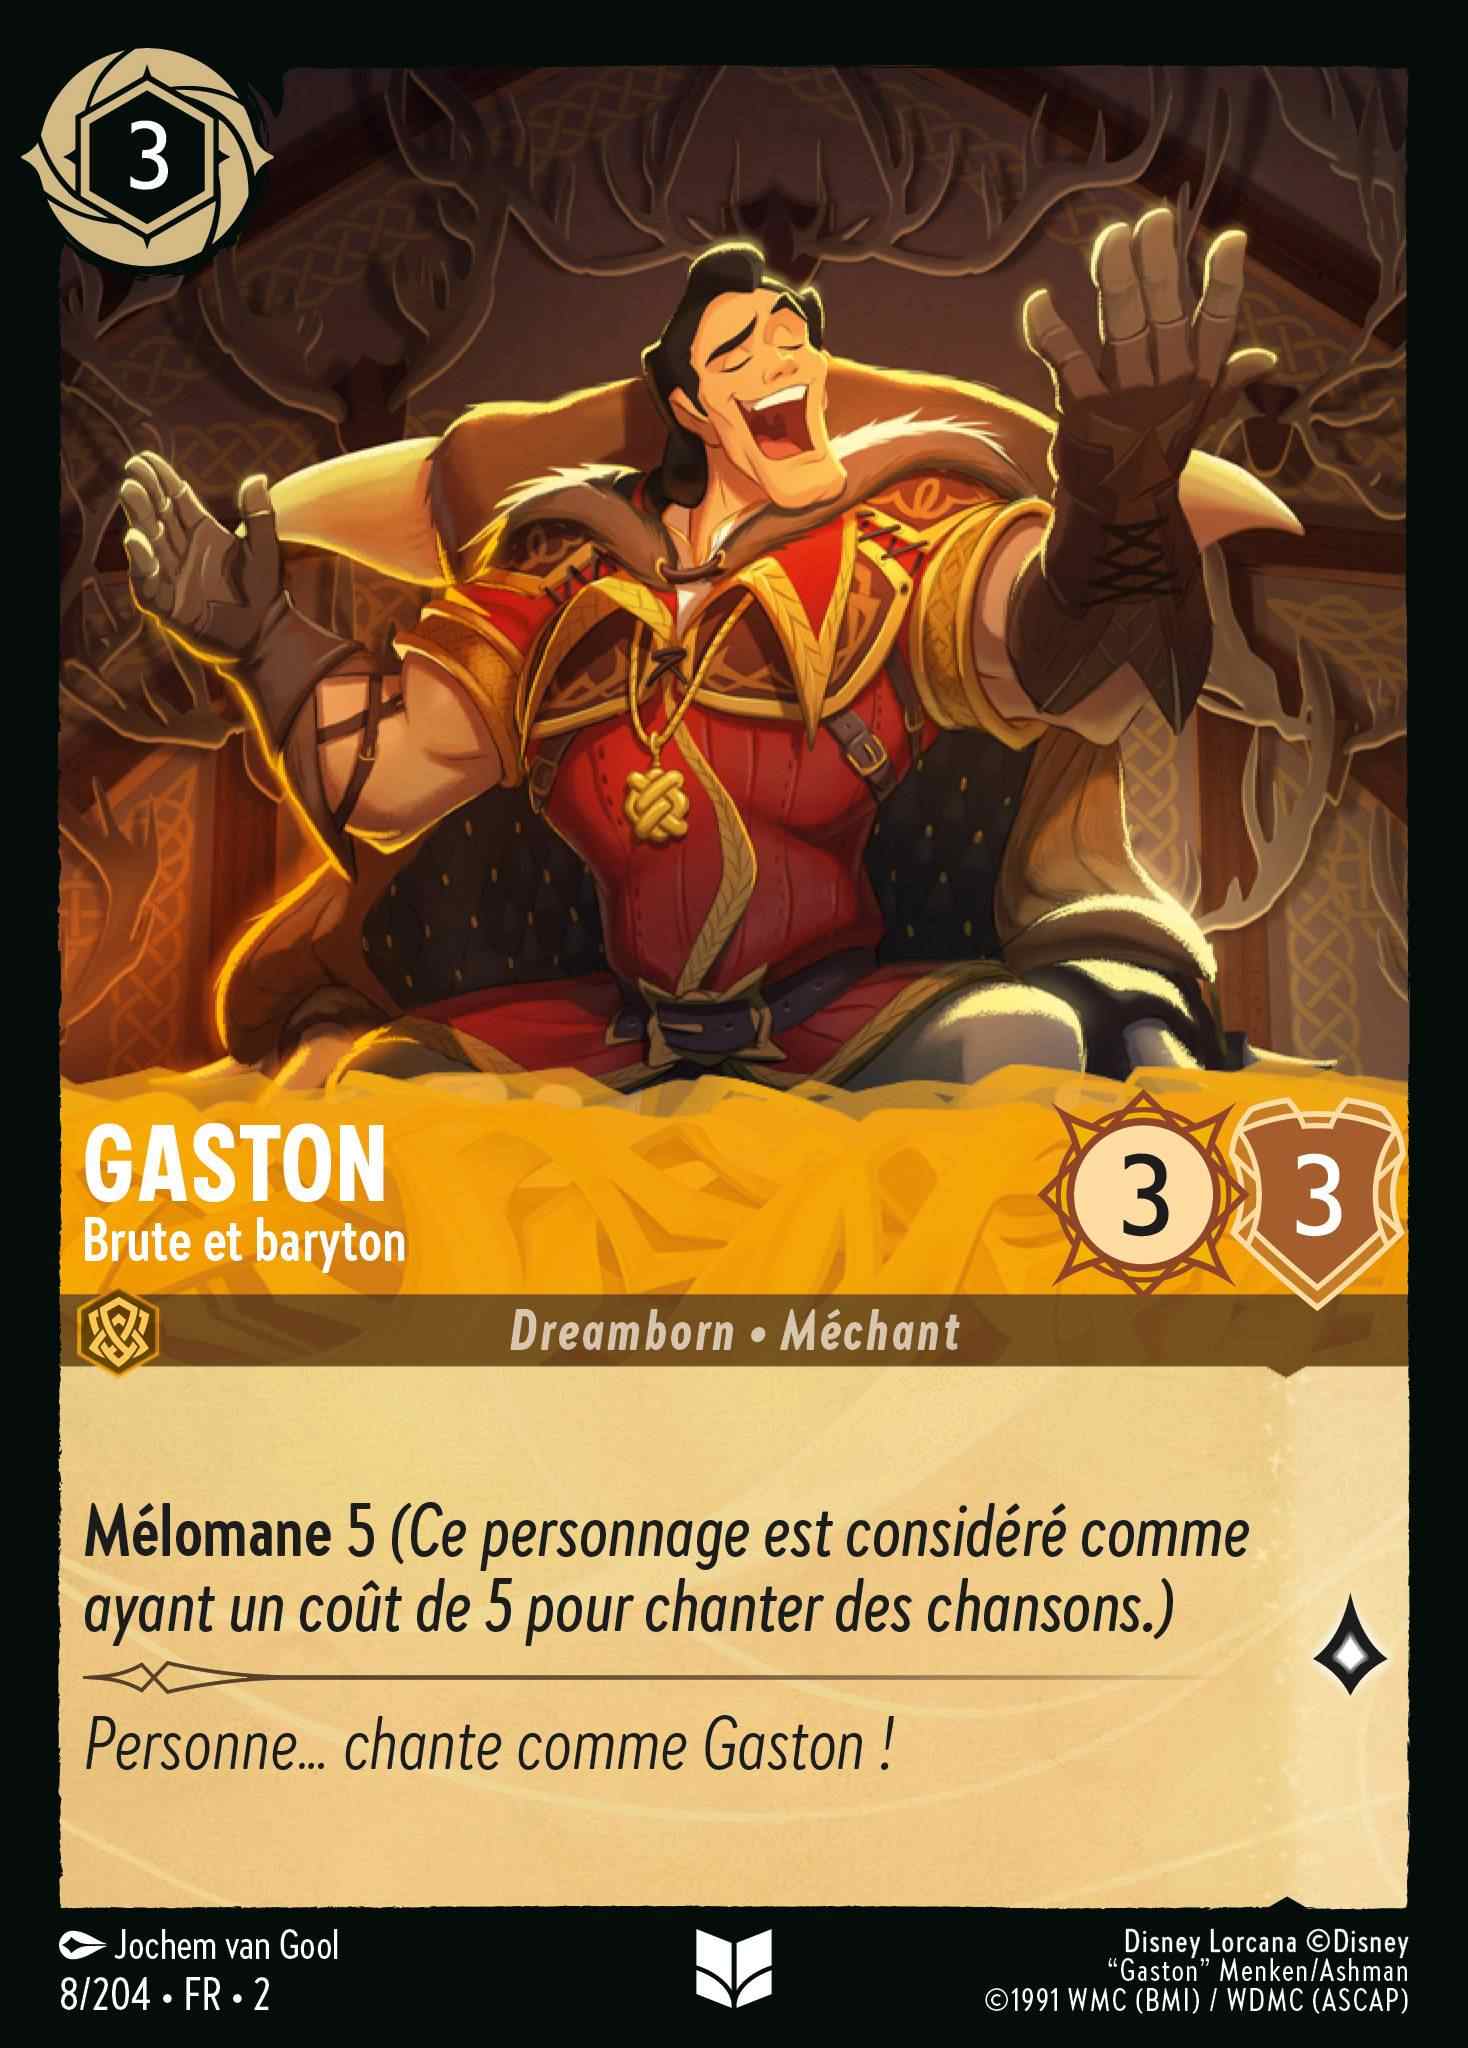 3
GASTON
Brute et baryton
3
3
Dreamborn • Méchant
Mélomane 5 (Ce personnage est considéré comme
ayant un coût de 5 pour chanter des chansons.)
Personne... chante comme Gaston !
Jochem van Gool
8/204 • FR • 2
Disney Lorcana ©Disney
“Gaston” Menken/Ashman
©1991 WMC (BMI) / WDMC (ASCAP)